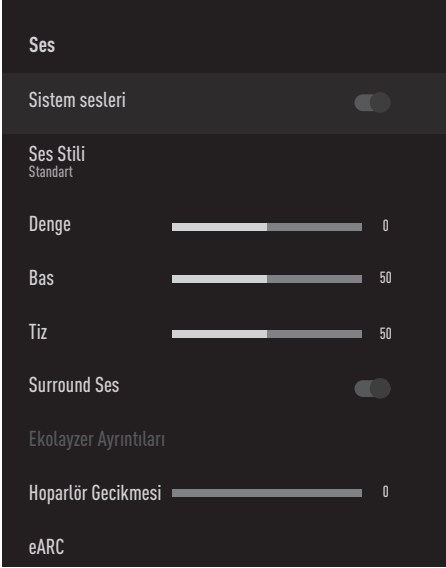 Ses
Sistem sesleri
Ses Stili
Standart
Denge 0
Bas 50
Tiz 50
Surround Ses
Ekolayzer Ayrıntıları
Hoparlör Gecikmesi 0
eARC